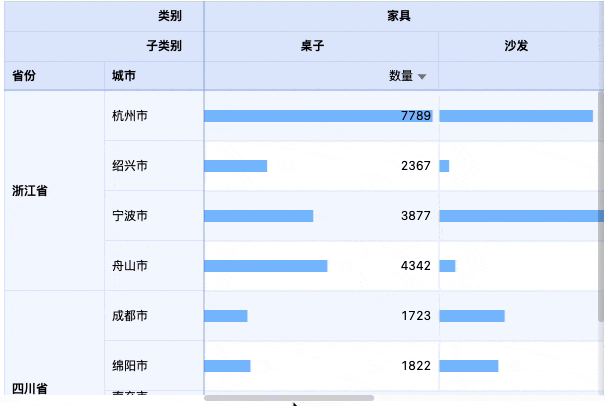 类别 家具
子类别 桌子 沙发
省份 城市 数量
杭州市 7789
绍兴市 2367
浙江省
宁波市 3877
舟山市 4342
成都市 1723
绵阳市 1822
四川省